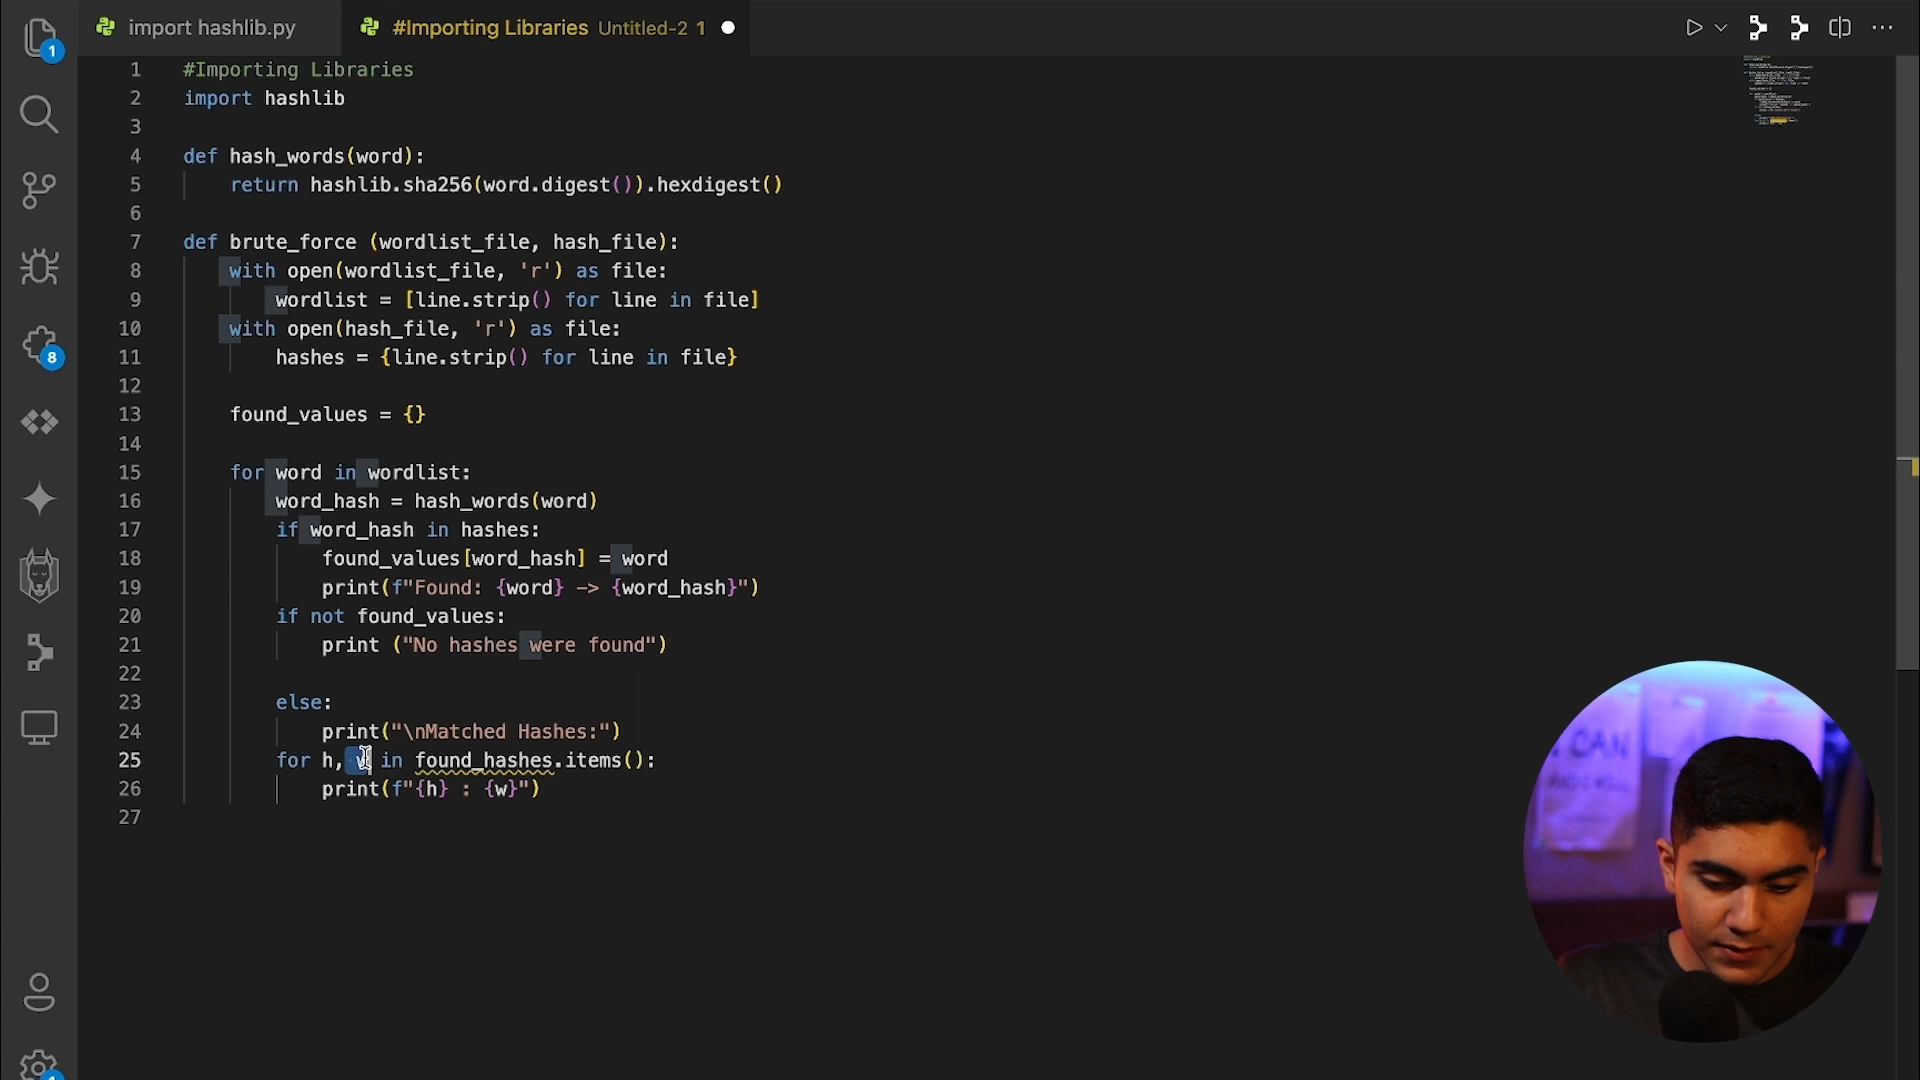 import hashlib.py
#Importing Libraries Untitled-2 1
1
8
1 #Importing Libraries
2 import hashlib
3
4 def hash_words(word):
5 return hashlib.sha256(word.digest()).hexdigest()
6
7 def brute_force (wordlist_file, hash_file):
8 with open(wordlist_file, 'r') as file:
9 wordlist = [line.strip() for line in file]
10 with open(hash_file, 'r') as file:
11 hashes = {line.strip() for line in file}
12
13 found_values = {}
14
15 for word in wordlist:
16 word_hash = hash_words(word)
17 if word_hash in hashes:
18 found_values[word_hash] = word
19 print(f"Found: {word} -> {word_hash}")
20 if not found_values:
21 print ("No hashes were found")
22
23 else:
24 print("\nMatched Hashes:")
25 for h, w in found_hashes.items():
26 print(f"{h} : {w}")
27
CAN